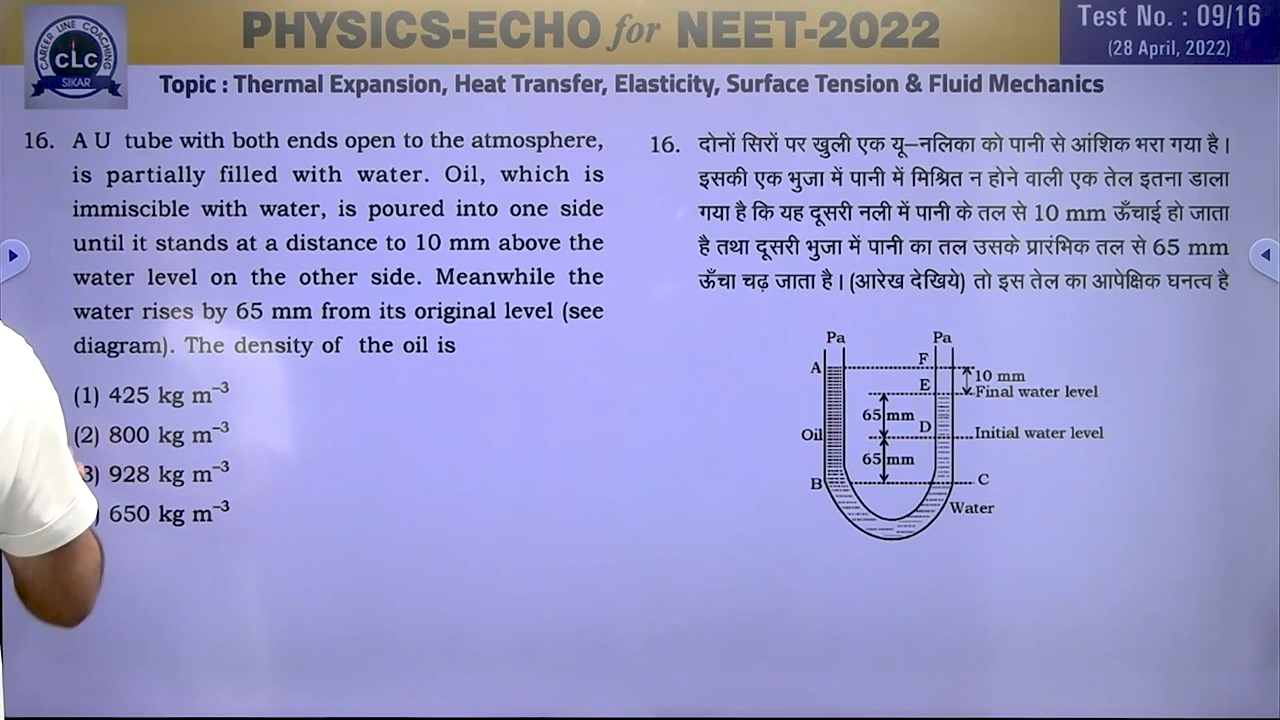 CAREER LINE COACHING
CLC
SIKAR
PHYSICS-ECHO for NEET-2022
Test No. : 09/16
(28 April, 2022)
Topic : Thermal Expansion, Heat Transfer, Elasticity, Surface Tension & Fluid Mechanics
16. A U tube with both ends open to the atmosphere,
is partially filled with water. Oil, which is
immiscible with water, is poured into one side
until it stands at a distance to 10 mm above the
water level on the other side. Meanwhile the
water rises by 65 mm from its original level (see
diagram). The density of the oil is
(1) 425 kg m⁻³
(2) 800 kg m⁻³
3) 928 kg m⁻³
) 650 kg m⁻³
16. दोनों सिरों पर खुली एक यू–नलिका को पानी से आंशिक भरा गया है।
इसकी एक भुजा में पानी में मिश्रित न होने वाली एक तेल इतना डाला
गया है कि यह दूसरी नली में पानी के तल से 10 mm ऊँचाई हो जाता
है तथा दूसरी भुजा में पानी का तल उसके प्रारंभिक तल से 65 mm
ऊँचा चढ़ जाता है। (आरेख देखिये) तो इस तेल का आपेक्षिक घनत्व है
Pa Pa
A F
10 mm
E Final water level
65 mm
Oil D Initial water level
65 mm
B C
Water